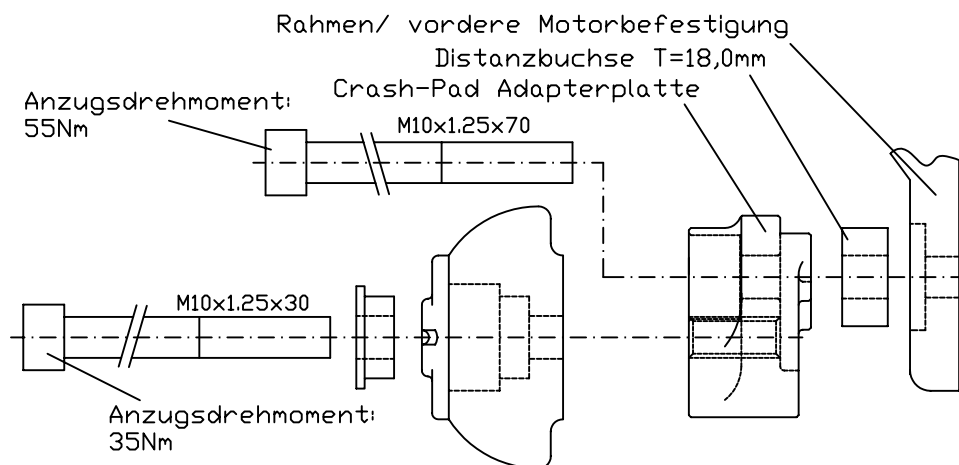 Rahmen/ vordere Motorbefestigung
Distanzbuchse T=18,0mm
Crash-Pad Adapterplatte
Anzugsdrehmoment:
55Nm
M10x1.25x70
M10x1.25x30
Anzugsdrehmoment:
35Nm